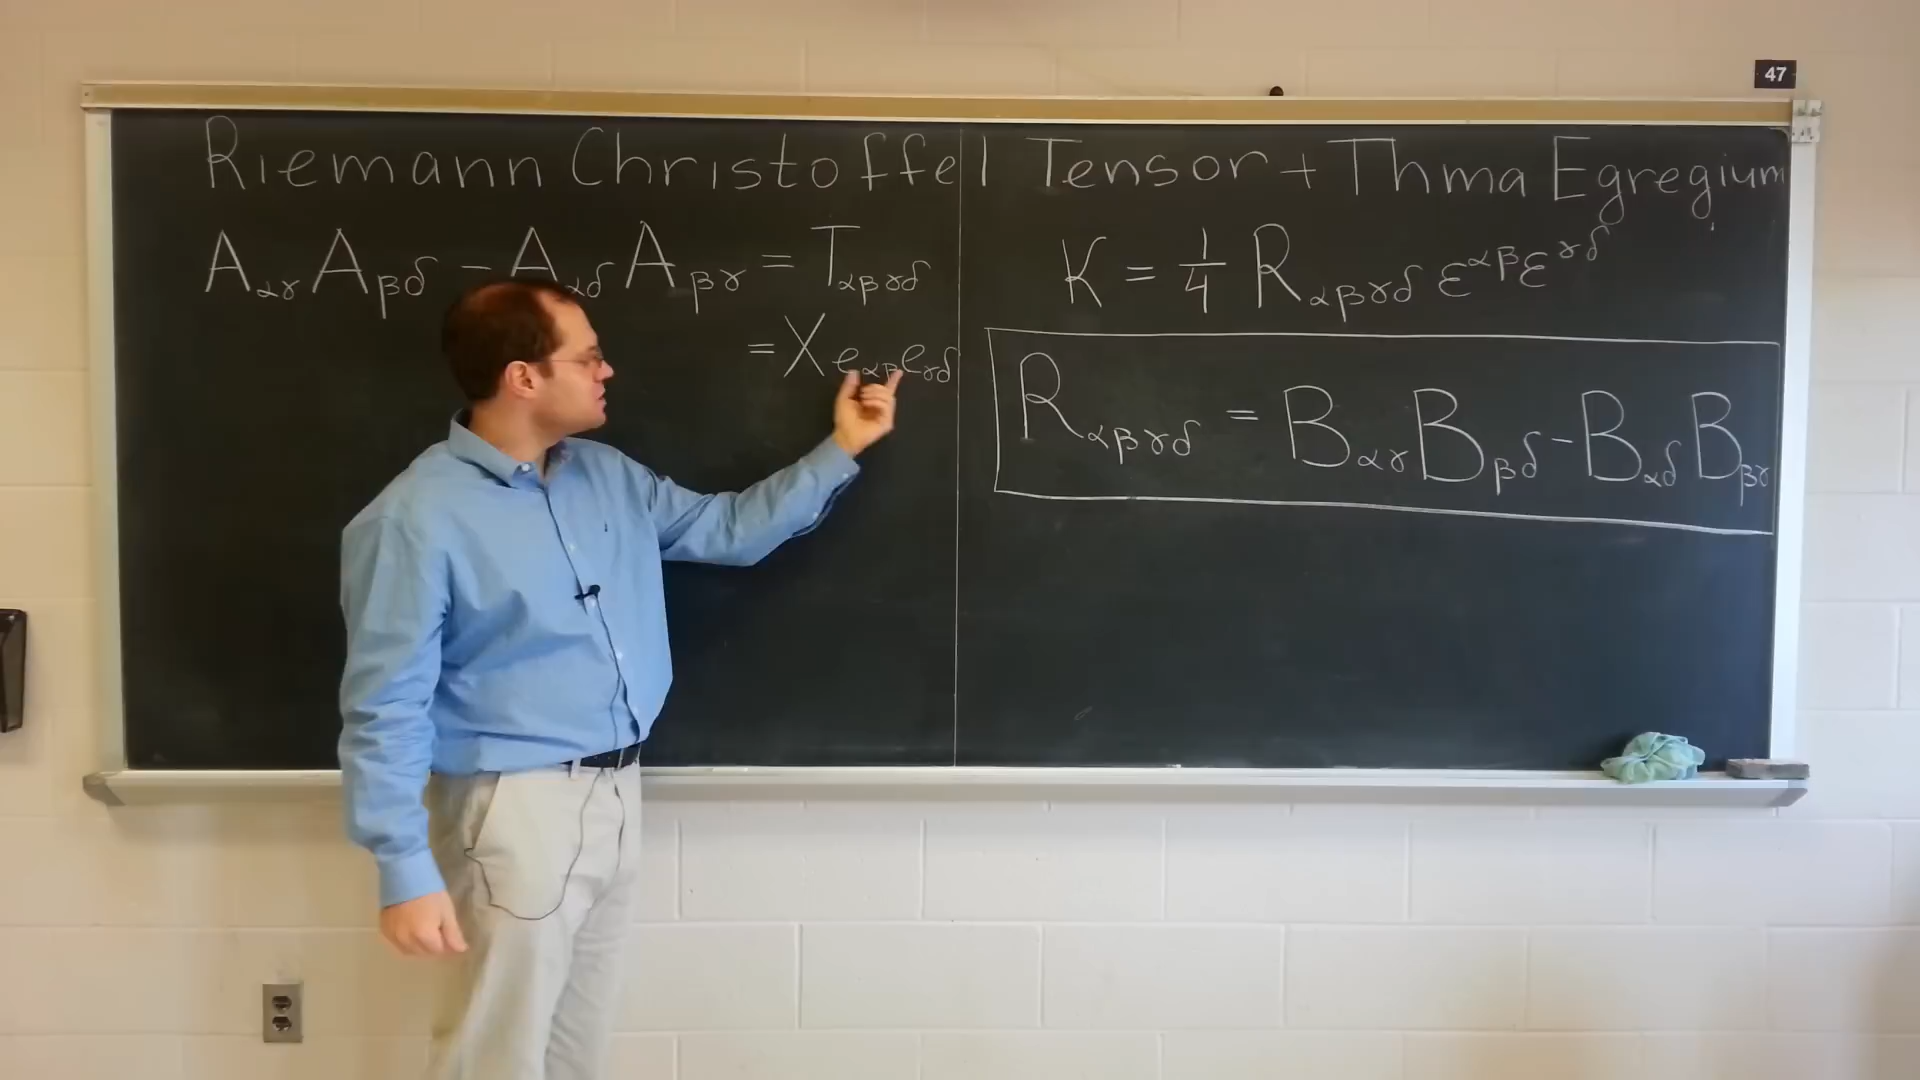 47
Riemann Christoffel Tensor + Thma Egregium
A_αγ A_βδ - A_αδ A_βγ = T_αβγδ
= X e_αβ e_γδ
K = 1/4 R_αβγδ ε^αβ ε^γδ
R_αβγδ = B_αγ B_βδ - B_αδ B_βγ